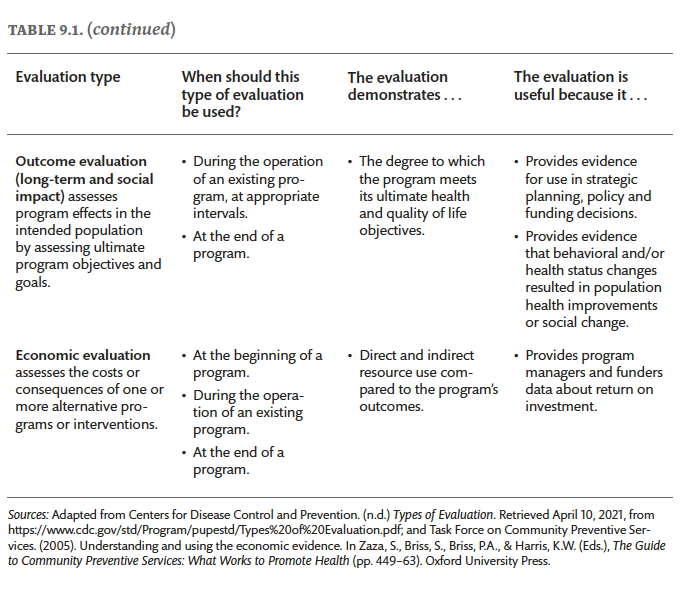 TABLE 9.1. (continued)
Evaluation type
When should this
type of evaluation
be used?
The evaluation
demonstrates . . .
The evaluation is
useful because it . . .
Outcome evaluation
(long-term and social
impact) assesses
program effects in the
intended population
by assessing ultimate
program objectives and
goals.
• During the operation
of an existing pro-
gram, at appropriate
intervals.
• At the end of a
program.
• The degree to which
the program meets
its ultimate health
and quality of life
objectives.
• Provides evidence
for use in strategic
planning, policy and
funding decisions.
• Provides evidence
that behavioral and/or
health status changes
resulted in population
health improvements
or social change.
Economic evaluation
assesses the costs or
consequences of one or
more alternative pro-
grams or interventions.
• At the beginning of a
program.
• During the opera-
tion of an existing
program.
• At the end of a
program.
• Direct and indirect
resource use com-
pared to the program's
outcomes.
• Provides program
managers and funders
data about return on
investment.
Sources: Adapted from Centers for Disease Control and Prevention. (n.d.) Types of Evaluation. Retrieved April 10, 2021, from
https://www.cdc.gov/std/Program/pupestd/Types%20of%20Evaluation.pdf; and Task Force on Community Preventive Ser-
vices. (2005). Understanding and using the economic evidence. In Zaza, S., Briss, S., Briss, P.A., & Harris, K.W. (Eds.), The Guide
to Community Preventive Services: What Works to Promote Health (pp. 449–63). Oxford University Press.